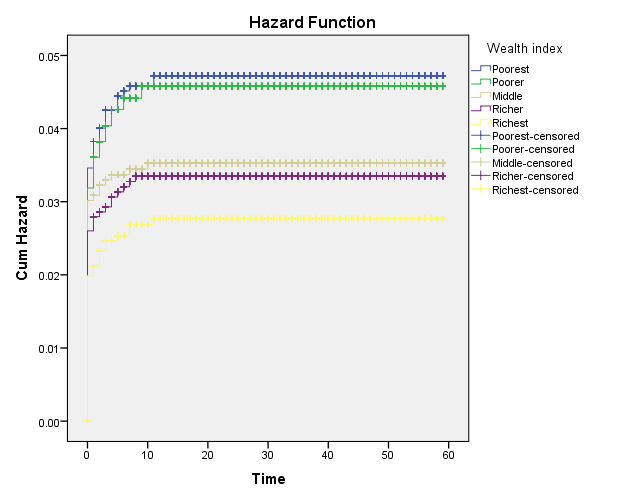 Hazard Function
Wealth index
Poorest
Poorer
Middle
Richer
Richest
Poorest-censored
Poorer-censored
Middle-censored
Richer-censored
Richest-censored
Cum Hazard
0.05
0.04
0.03
0.02
0.01
0.00
0 10 20 30 40 50 60
Time